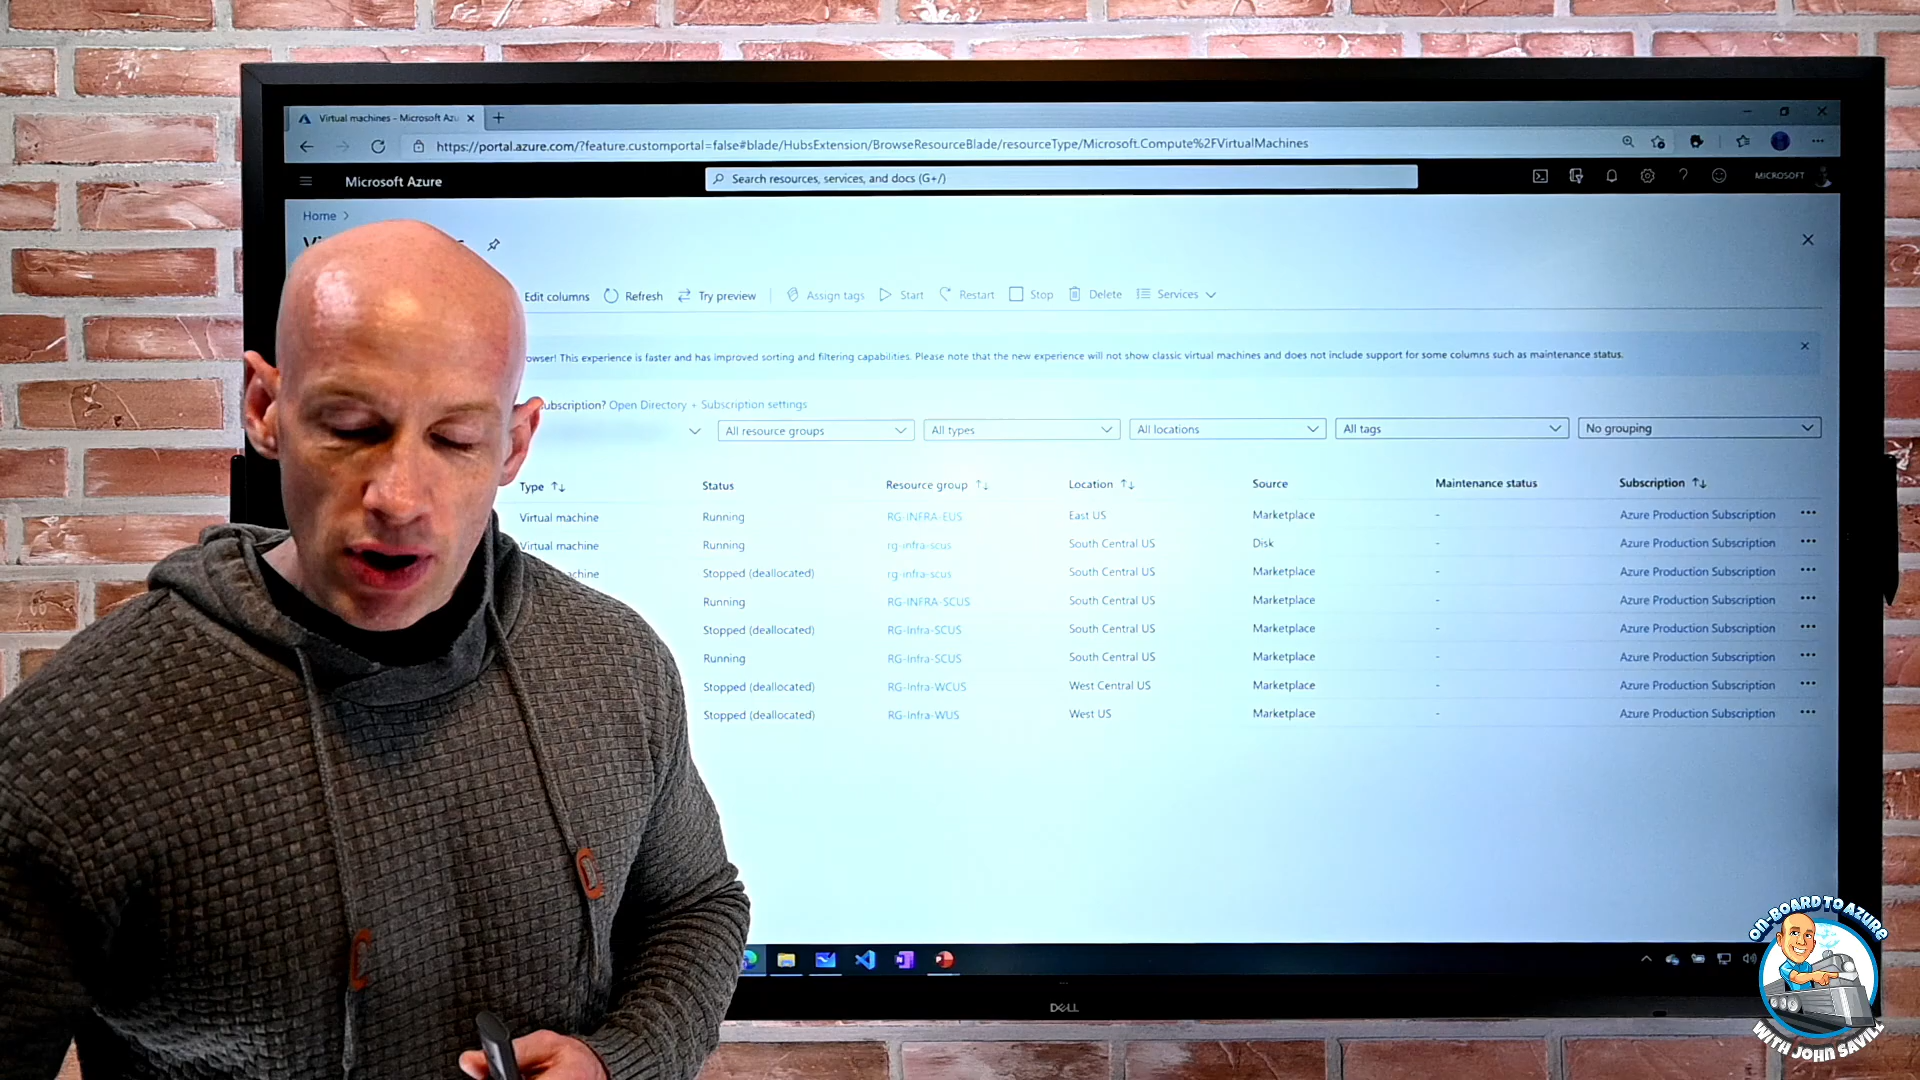 Virtual machines - Microsoft Azu
https://portal.azure.com/?feature.customportal=false#blade/HubsExtension/BrowseResourceBlade/resourceType/Microsoft.Compute%2FVirtualMachines
Microsoft Azure
Search resources, services, and docs (G+/)
MICROSOFT
Home
Edit columns Refresh Try preview Assign tags Start Restart Stop Delete Services
owser! This experience is faster and has improved sorting and filtering capabilities. Please note that the new experience will not show classic virtual machines and does not include support for some columns such as maintenance status.
ubscription? Open Directory + Subscription settings
All resource groups All types All locations All tags No grouping
Type Status Resource group Location Source Maintenance status Subscription
Virtual machine Running RG-INFRA-EUS East US Marketplace - Azure Production Subscription
Virtual machine Running rg-infra-scus South Central US Disk - Azure Production Subscription
achine Stopped (deallocated) rg-infra-scus South Central US Marketplace - Azure Production Subscription
Running RG-INFRA-SCUS South Central US Marketplace - Azure Production Subscription
Stopped (deallocated) RG-Infra-SCUS South Central US Marketplace - Azure Production Subscription
Running RG-Infra-SCUS South Central US Marketplace - Azure Production Subscription
Stopped (deallocated) RG-Infra-WCUS West Central US Marketplace - Azure Production Subscription
Stopped (deallocated) RG-Infra-WUS West US Marketplace - Azure Production Subscription
DELL
ON-BOARD TO AZURE
WITH JOHN SAVILL